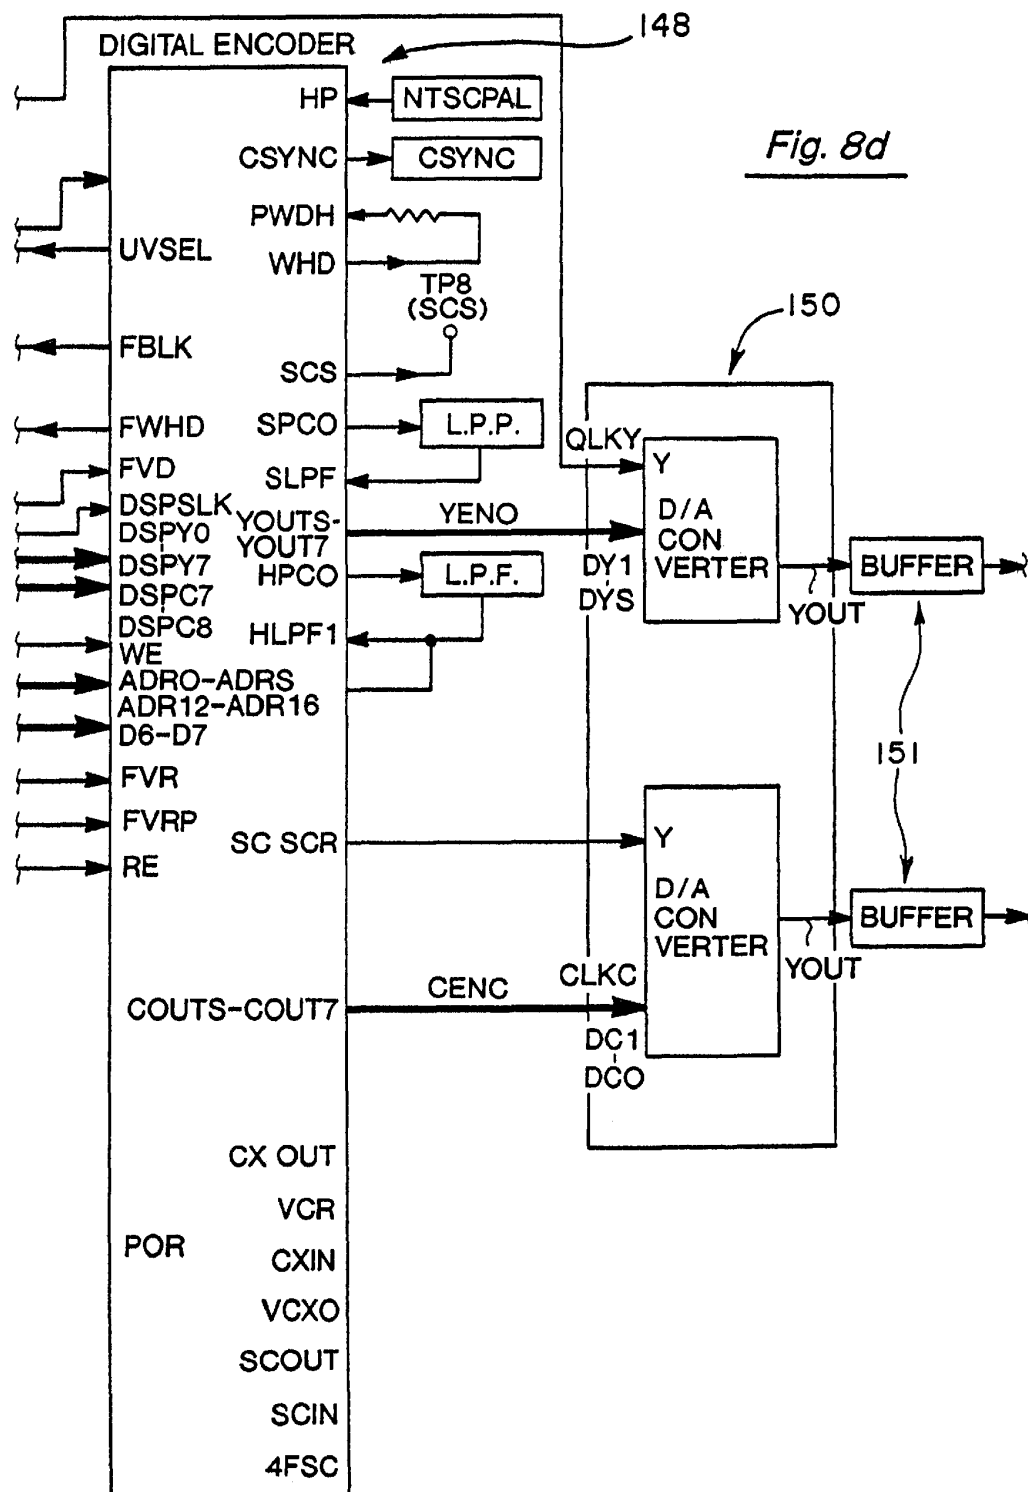 148
DIGITAL ENCODER
HP
NTSCPAL
Fig. 8d
CSYNC
CSYNC
PWDH
UVSEL
WHD
TP8
(SCS)
150
FBLK
SCS
FWHD
SPCO
L.P.P.
QLKY
Y
FVD
SLPF
DSPSLK
YOUTS-
YENO
D/A
DSPY0
YOUT7
CON
DSPY7
HPCO
L.P.F.
DY1
VERTER
BUFFER
DSPC7
DYS
YOUT
DSPC8
HLPF1
WE
ADRO-ADRS
ADR12-ADR16
D6-D7
151
FVR
FVRP
SC SCR
Y
RE
D/A
CON
BUFFER
VERTER
YOUT
CLKC
CENC
COUTS-COUT7
DC1
DCO
CX OUT
VCR
POR
CXIN
VCXO
SCOUT
SCIN
4FSC